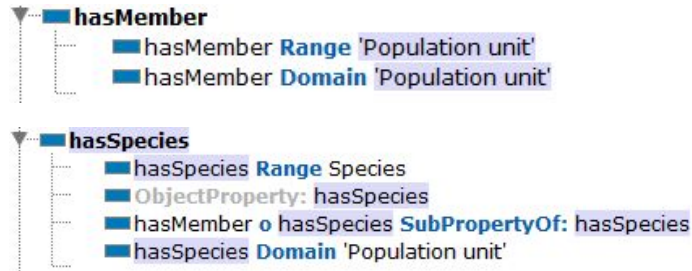 hasMember
hasMember Range 'Population unit'
hasMember Domain 'Population unit'
hasSpecies
hasSpecies Range Species
ObjectProperty: hasSpecies
hasMember o hasSpecies SubPropertyOf: hasSpecies
hasSpecies Domain 'Population unit'